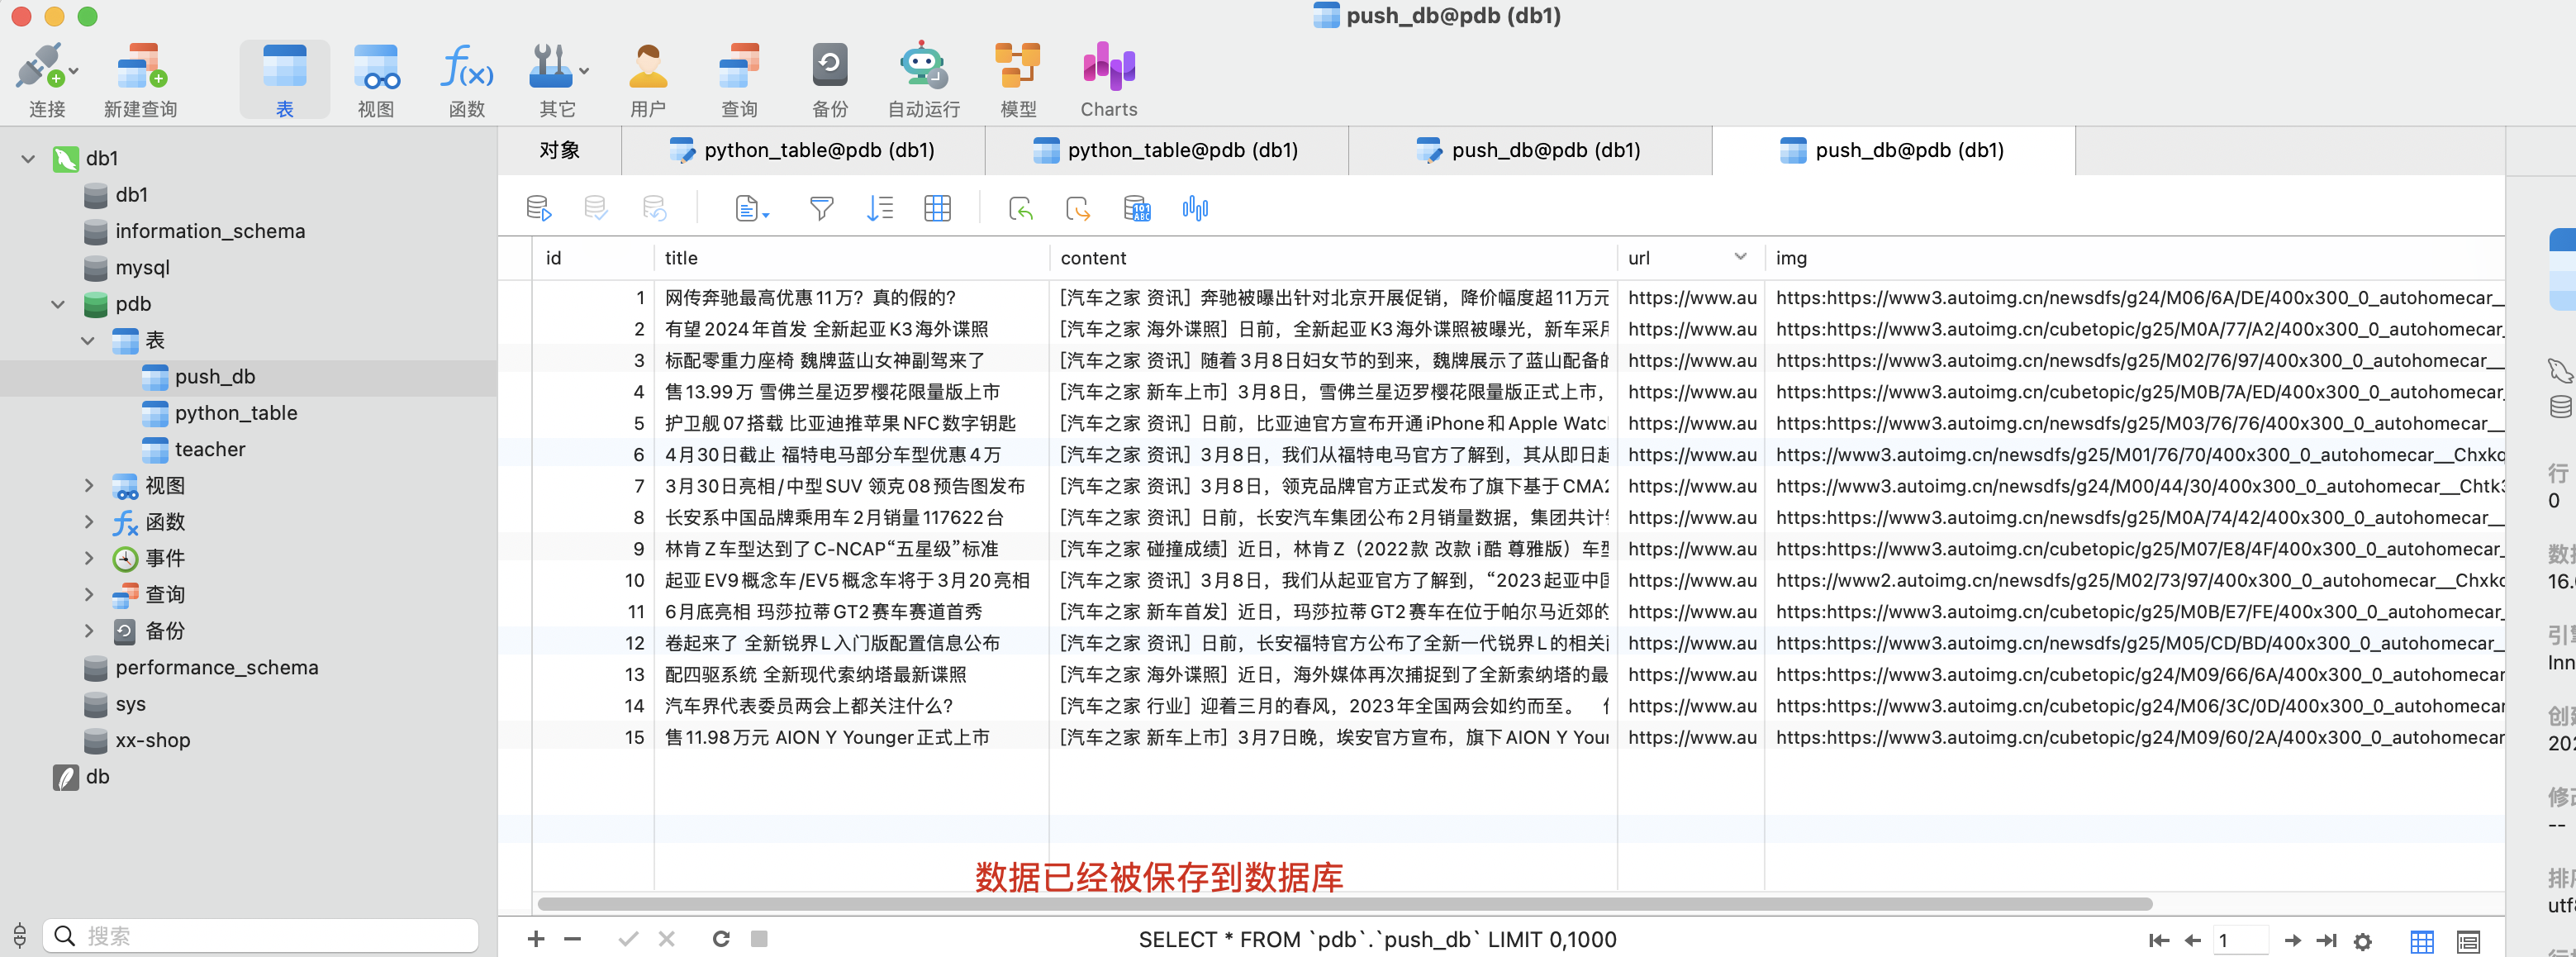 push_db@pdb (db1)
连接
新建查询
表
视图
函数
其它
用户
查询
备份
自动运行
模型
Charts
db1
db1
information_schema
mysql
pdb
表
push_db
python_table
teacher
视图
函数
事件
查询
备份
performance_schema
sys
xx-shop
db
搜索
对象 python_table@pdb (db1) python_table@pdb (db1) push_db@pdb (db1) push_db@pdb (db1)
id title content url img
1 网传奔驰最高优惠11万？真的假的? [汽车之家 资讯] 奔驰被曝出针对北京开展促销，降价幅度超11万元 https://www.au https:https://www3.autoimg.cn/newsdfs/g24/M06/6A/DE/400x300_0_autohomecar_
2 有望2024年首发 全新起亚K3海外谍照 [汽车之家 海外谍照] 日前，全新起亚K3海外谍照被曝光，新车采用 https://www.au https:https://www3.autoimg.cn/cubetopic/g25/M0A/77/A2/400x300_0_autohomecar_
3 标配零重力座椅 魏牌蓝山女神副驾来了 [汽车之家 资讯] 随着3月8日妇女节的到来，魏牌展示了蓝山配备的 https://www.au https:https://www3.autoimg.cn/newsdfs/g25/M02/76/97/400x300_0_autohomecar__
4 售13.99万 雪佛兰星迈罗樱花限量版上市 [汽车之家 新车上市] 3月8日，雪佛兰星迈罗樱花限量版正式上市， https://www.au https:https://www3.autoimg.cn/cubetopic/g25/M0B/7A/ED/400x300_0_autohomecar_
5 护卫舰07搭载 比亚迪推苹果NFC数字钥匙 [汽车之家 资讯] 日前，比亚迪官方宣布开通iPhone和Apple Watc https://www.au https:https://www3.autoimg.cn/newsdfs/g25/M03/76/76/400x300_0_autohomecar__
6 4月30日截止 福特电马部分车型优惠4万 [汽车之家 资讯] 3月8日，我们从福特电马官方了解到，其从即日起 https://www.au https://www3.autoimg.cn/newsdfs/g25/M01/76/70/400x300_0_autohomecar__Chxkq
7 3月30日亮相/中型SUV 领克08预告图发布 [汽车之家 资讯] 3月8日，领克品牌官方正式发布了旗下基于CMA https://www.au https://www3.autoimg.cn/newsdfs/g24/M00/44/30/400x300_0_autohomecar__Chtk
8 长安系中国品牌乘用车2月销量117622台 [汽车之家 资讯] 日前，长安汽车集团公布2月销量数据，集团共计 https://www.au https:https://www3.autoimg.cn/newsdfs/g25/M0A/74/42/400x300_0_autohomecar__
9 林肯Z车型达到了C-NCAP“五星级”标准 [汽车之家 碰撞成绩] 近日，林肯Z（2022款 改款 i酷 尊雅版）车型 https://www.au https:https://www3.autoimg.cn/cubetopic/g25/M07/E8/4F/400x300_0_autohomecar_
10 起亚EV9概念车/EV5概念车将于3月20亮相 [汽车之家 资讯] 3月8日，我们从起亚官方了解到，“2023起亚中国 https://www.au https://www2.autoimg.cn/newsdfs/g25/M02/73/97/400x300_0_autohomecar__Chxkq
11 6月底亮相 玛莎拉蒂GT2赛车赛道首秀 [汽车之家 新车首发] 近日，玛莎拉蒂GT2赛车在位于帕尔马近郊的 https://www.au https:https://www3.autoimg.cn/cubetopic/g25/M0B/E7/FE/400x300_0_autohomecar_
12 卷起来了 全新锐界L入门版配置信息公布 [汽车之家 资讯] 日前，长安福特官方公布了全新一代锐界L的相关 https://www.au https:https://www3.autoimg.cn/newsdfs/g25/M05/CD/BD/400x300_0_autohomecar__
13 配四驱系统 全新现代索纳塔最新谍照 [汽车之家 海外谍照] 近日，海外媒体再次捕捉到了全新索纳塔的最 https://www.au https:https://www3.autoimg.cn/cubetopic/g24/M09/66/6A/400x300_0_autohomecar
14 汽车界代表委员两会上都关注什么? [汽车之家 行业] 迎着三月的春风，2023年全国两会如约而至。 https://www.au https:https://www3.autoimg.cn/cubetopic/g24/M06/3C/0D/400x300_0_autohomecar
15 售11.98万元 AION Y Younger正式上市 [汽车之家 新车上市] 3月7日晚，埃安官方宣布，旗下AION Y You https://www.au https:https://www3.autoimg.cn/cubetopic/g24/M09/60/2A/400x300_0_autohomecar
数据已经被保存到数据库
SELECT * FROM `pdb`.`push_db` LIMIT 0,1000
1
行
0
数
16.
Inn
创
202
修
--
排
utf